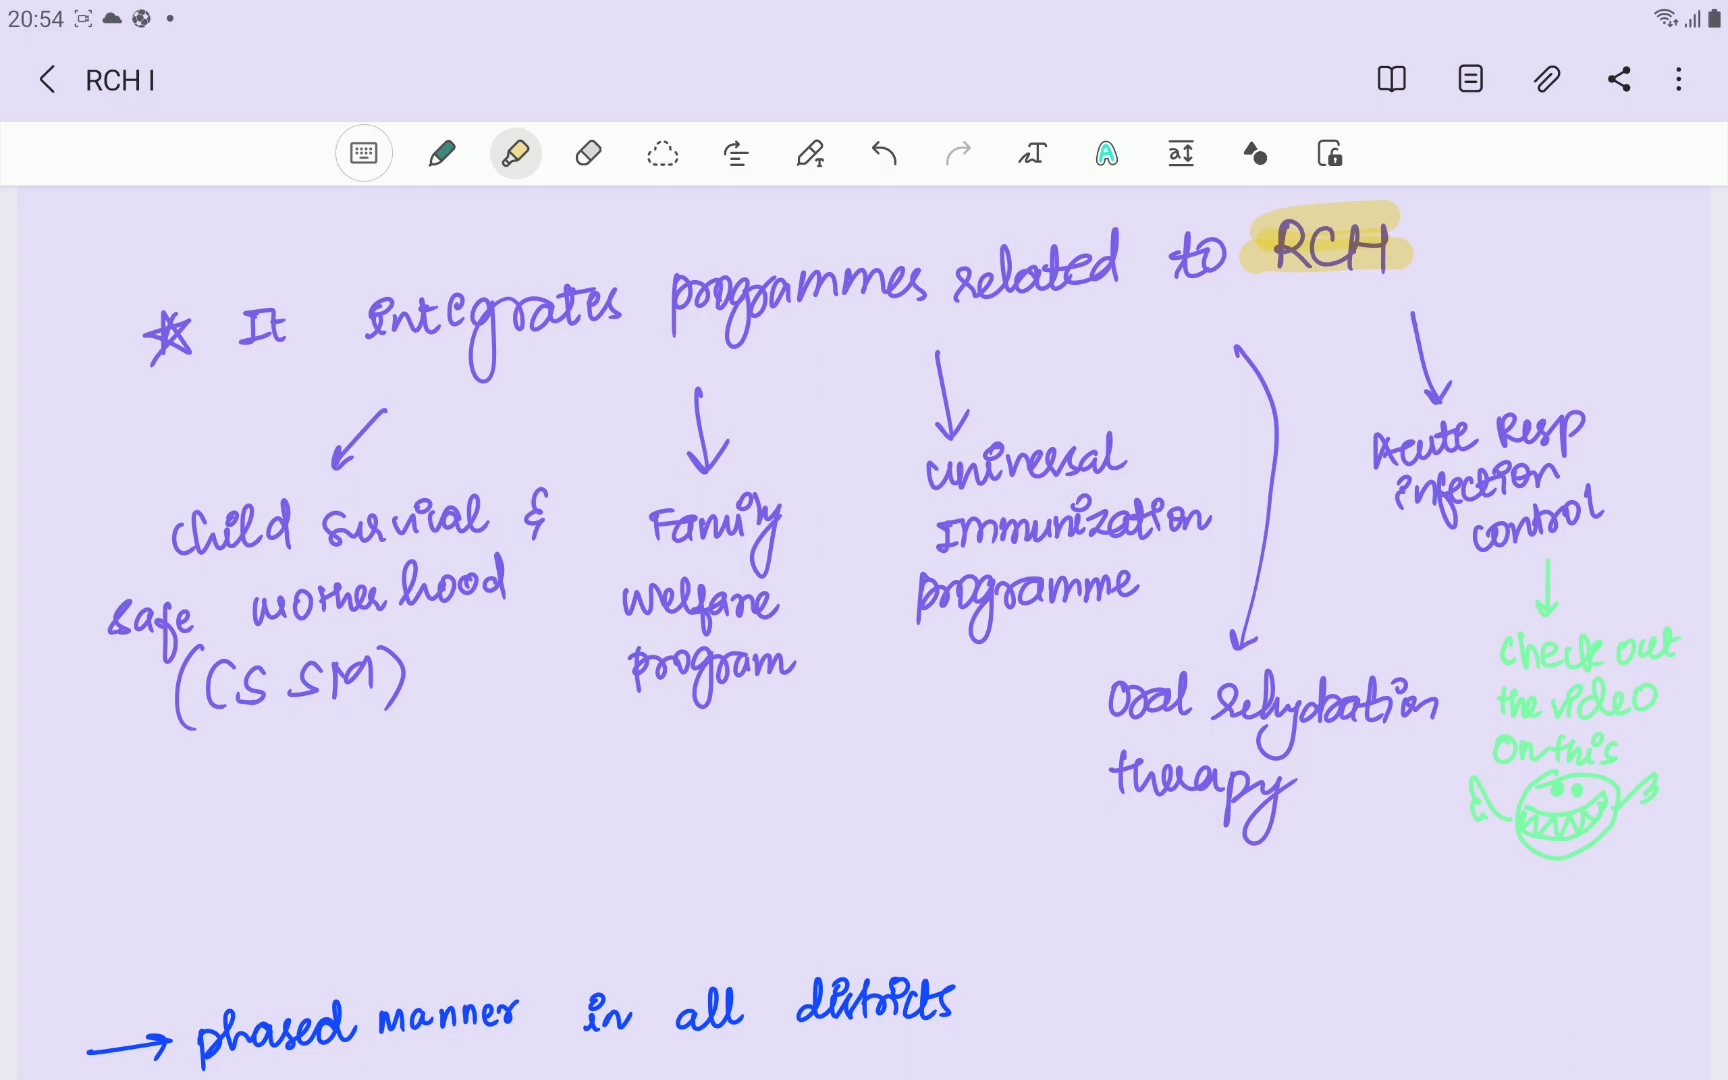 20:54
RCH I
☆ It integrates programmes related to RCH
Child survival &
safe motherhood
(CSSM)
Family
welfare
program
universal
Immunization
programme
Oral rehydration
therapy
Acute Resp
infection
control
check out
the video
on this
→ phased manner in all districts